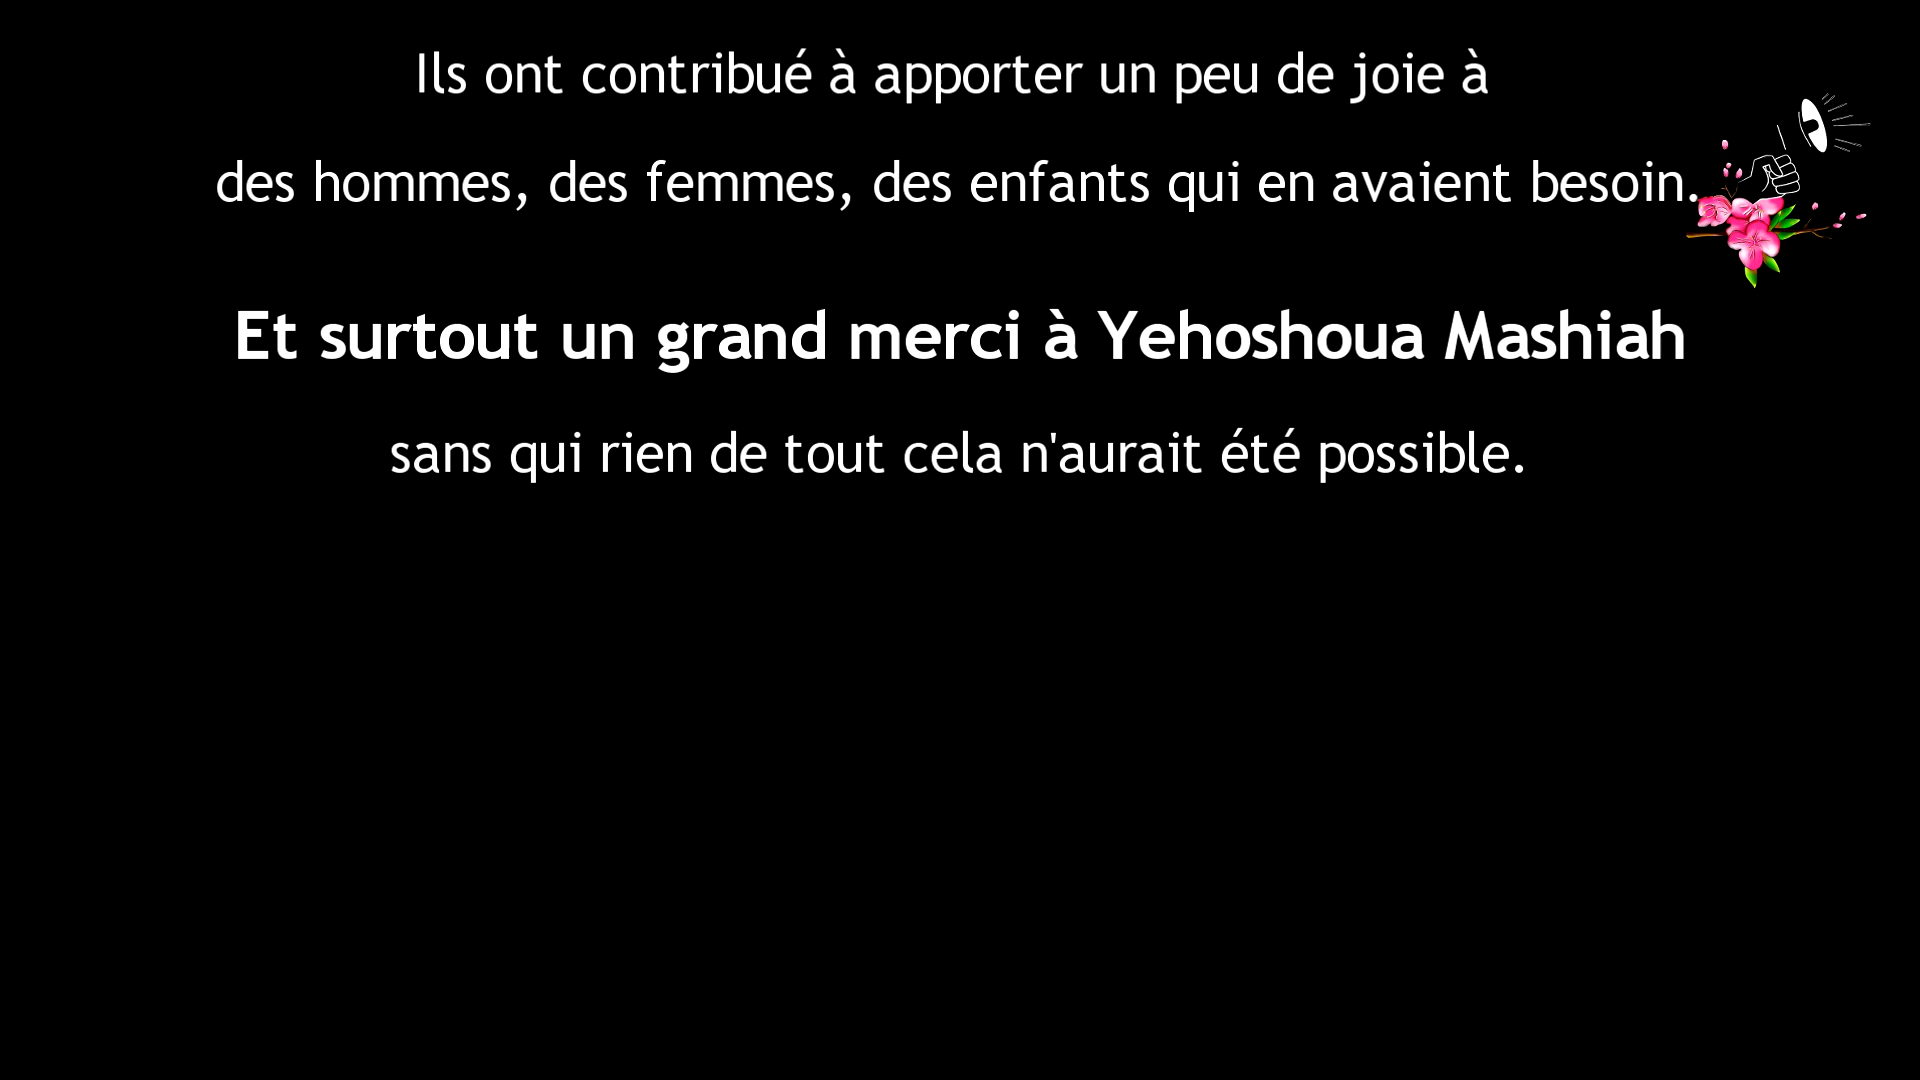 Ils ont contribué à apporter un peu de joie à
des hommes, des femmes, des enfants qui en avaient besoin.
Et surtout un grand merci à Yehoshoua Mashiah
sans qui rien de tout cela n'aurait été possible.